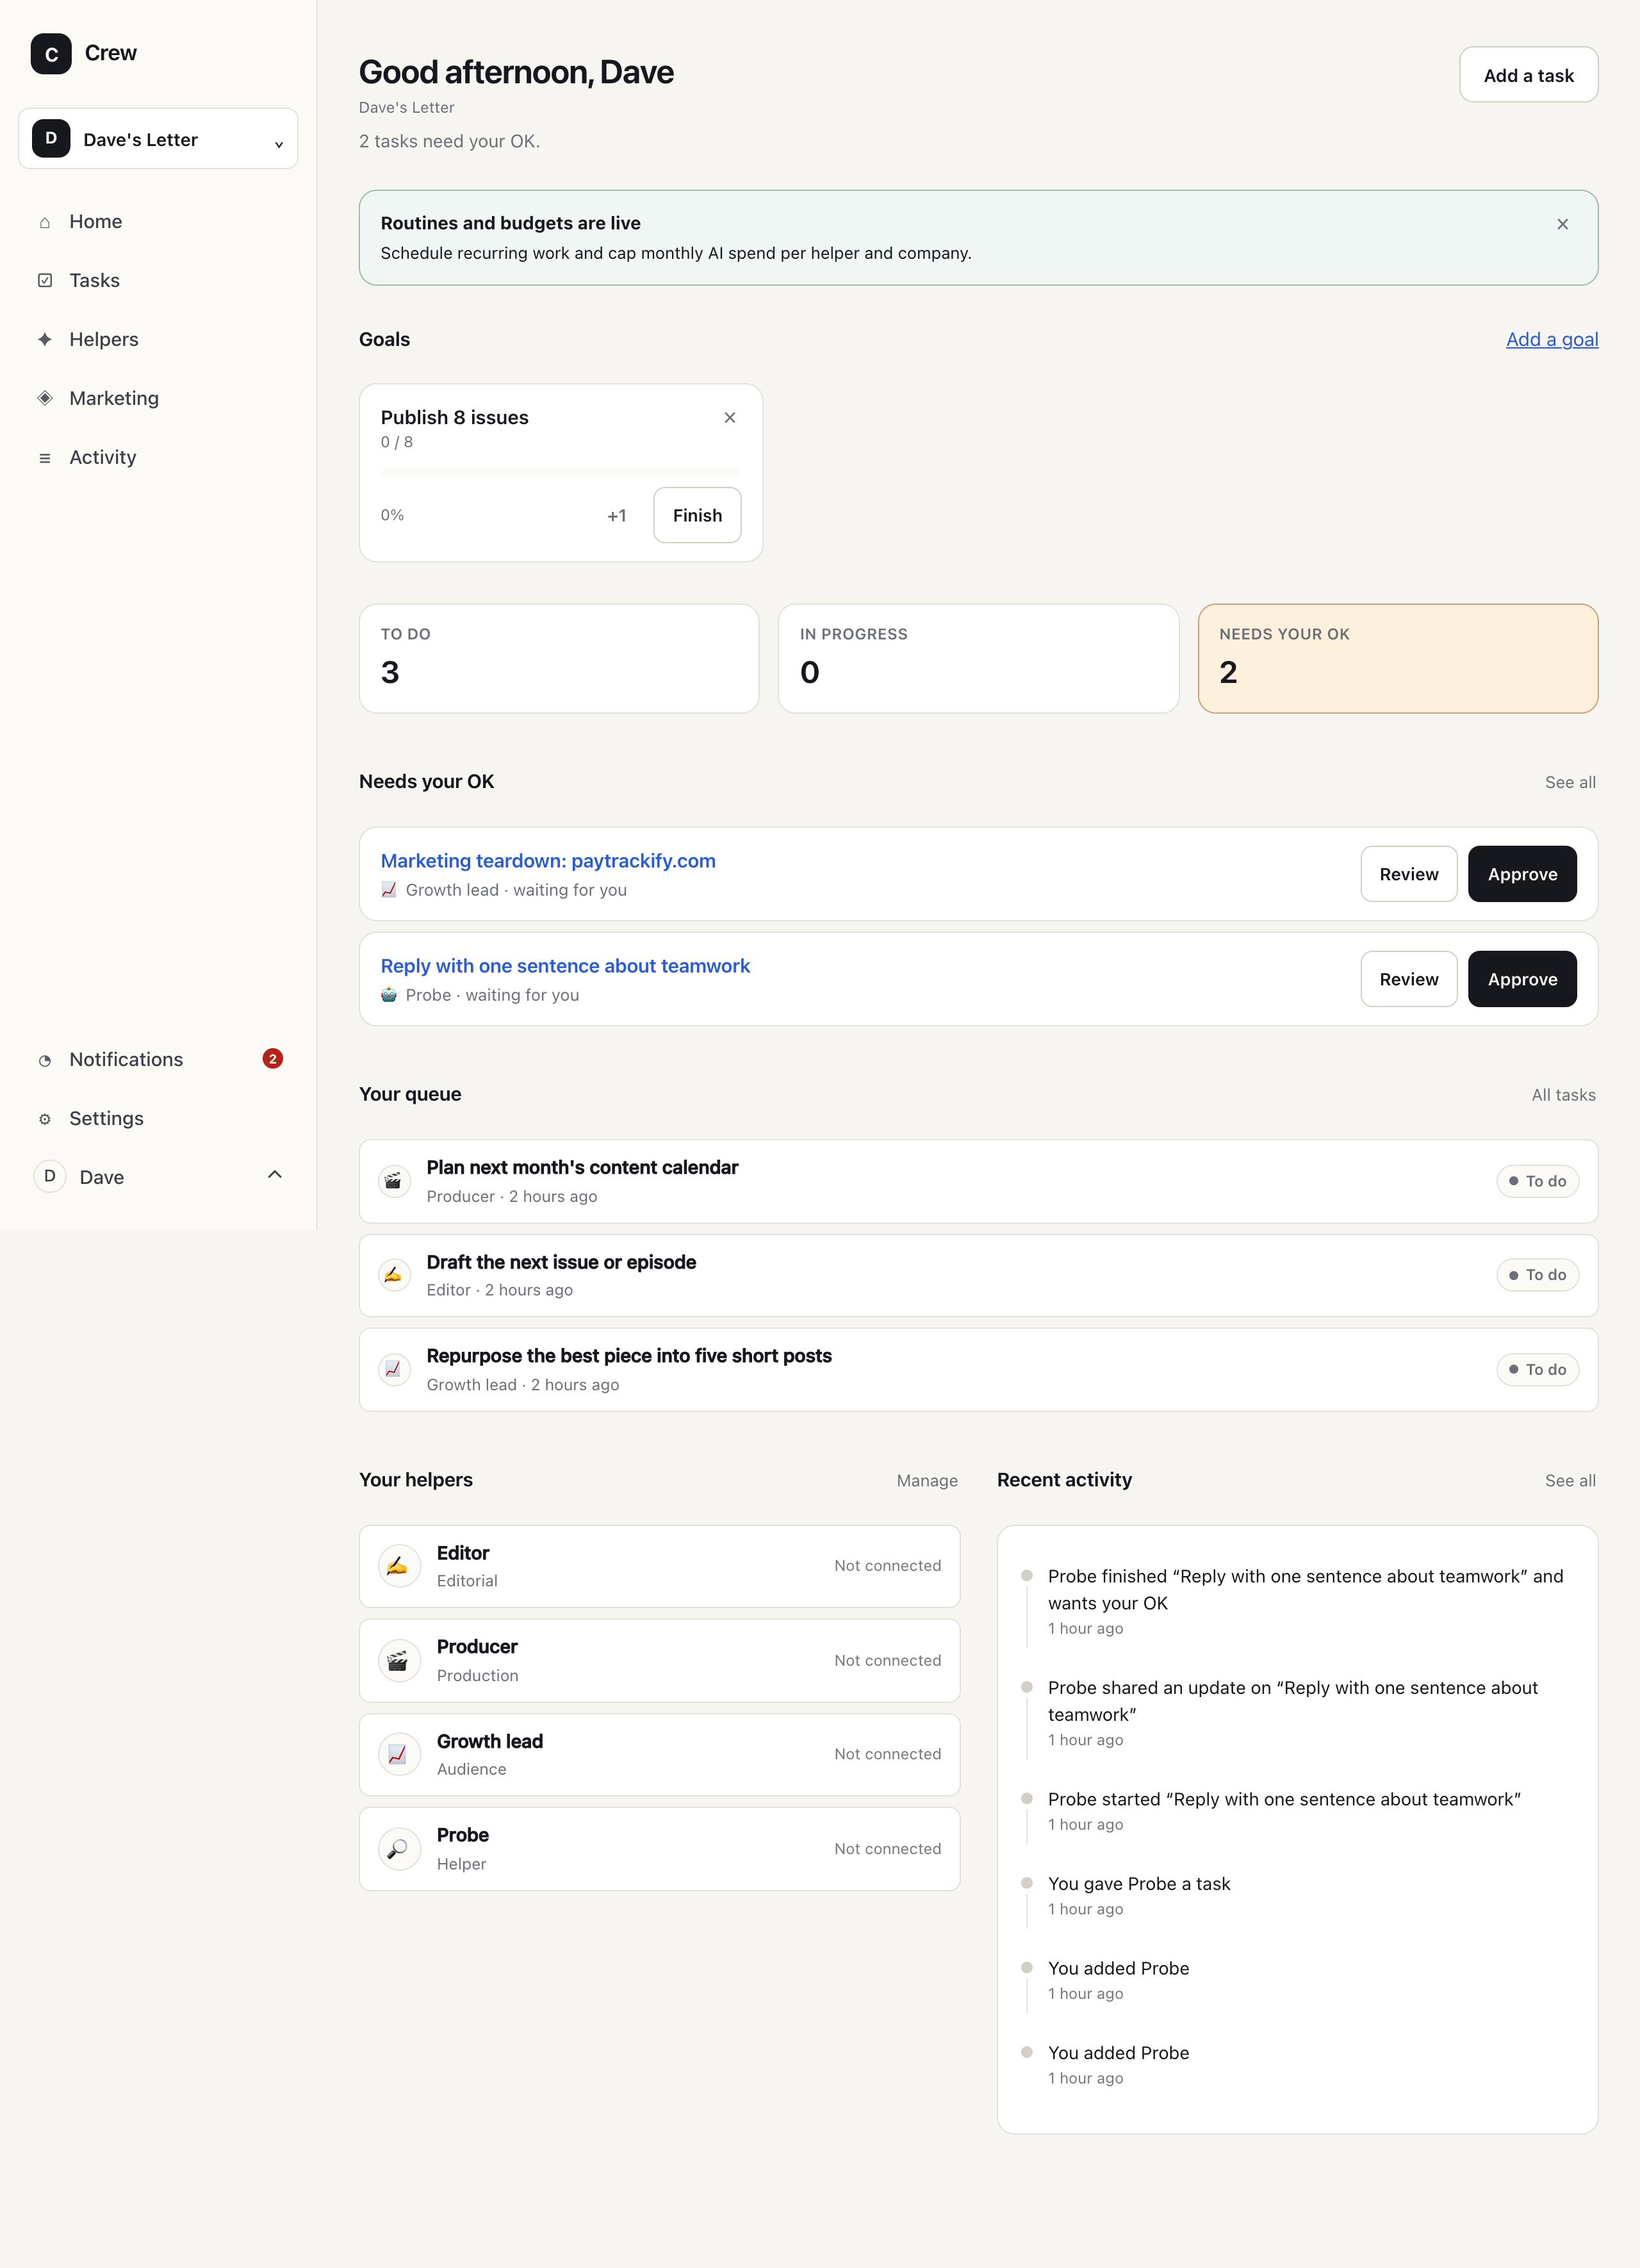 C Crew
D Dave's Letter
Home
Tasks
Helpers
Marketing
Activity
Notifications 2
Settings
D Dave
Good afternoon, Dave
Add a task
Dave's Letter
2 tasks need your OK.
Routines and budgets are live
Schedule recurring work and cap monthly AI spend per helper and company.
Goals
Add a goal
Publish 8 issues
0 / 8
0%
+1
Finish
TO DO
3
IN PROGRESS
0
NEEDS YOUR OK
2
Needs your OK
See all
Marketing teardown: paytrackify.com
Growth lead · waiting for you
Review
Approve
Reply with one sentence about teamwork
Probe · waiting for you
Review
Approve
Your queue
All tasks
Plan next month's content calendar
Producer · 2 hours ago
To do
Draft the next issue or episode
Editor · 2 hours ago
To do
Repurpose the best piece into five short posts
Growth lead · 2 hours ago
To do
Your helpers
Manage
Editor
Editorial
Not connected
Producer
Production
Not connected
Growth lead
Audience
Not connected
Probe
Helper
Not connected
Recent activity
See all
Probe finished “Reply with one sentence about teamwork” and
wants your OK
1 hour ago
Probe shared an update on “Reply with one sentence about
teamwork”
1 hour ago
Probe started “Reply with one sentence about teamwork”
1 hour ago
You gave Probe a task
1 hour ago
You added Probe
1 hour ago
You added Probe
1 hour ago